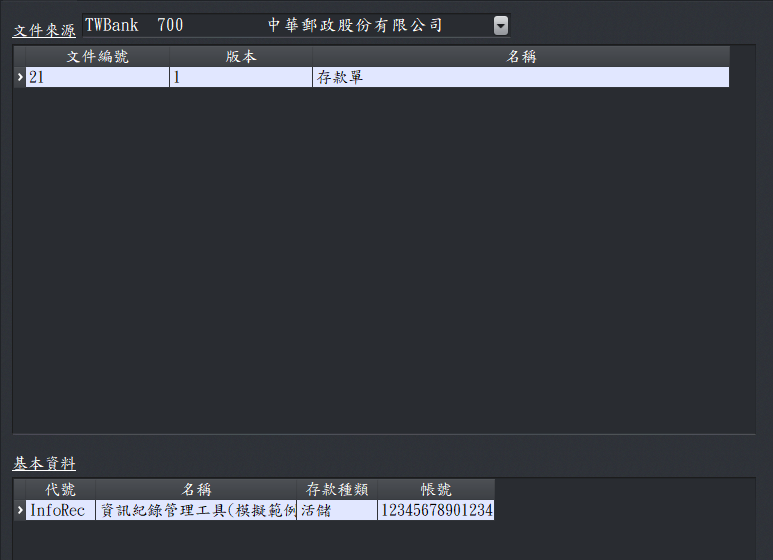 文件來源 TWBank 700 中華郵政股份有限公司
文件編號 版本 名稱
21 1 存款單
基本資料
代號 名稱 存款種類 帳號
InfoRec 資訊紀錄管理工具(模擬範例 活儲 12345678901234